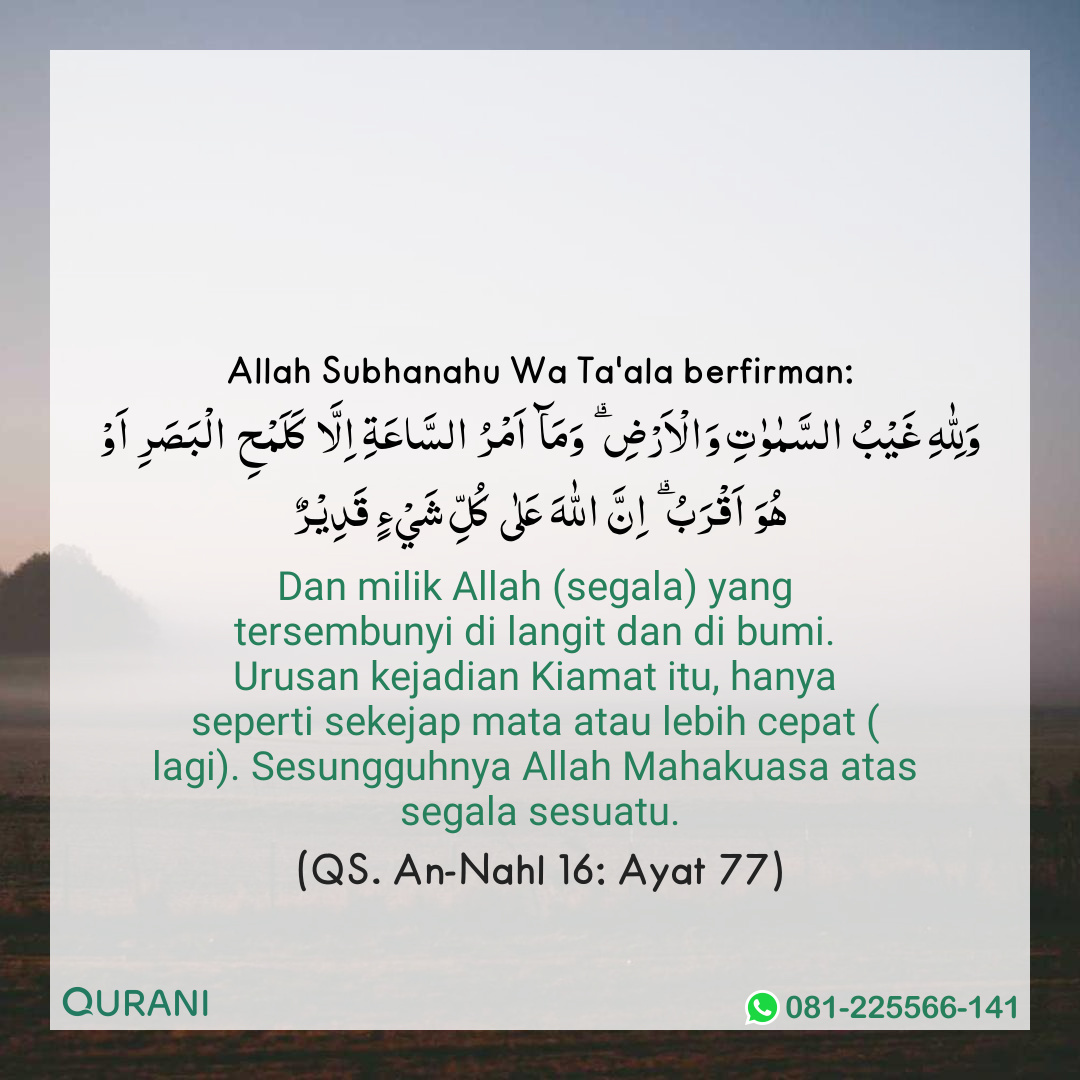 Allah Subhanahu Wa Ta'ala berfirman:
وَلِلّٰهِ غَيْبُ السَّمٰوٰتِ وَالْاَرْضِۗ وَمَآ اَمْرُ السَّاعَةِ اِلَّا كَلَمْحِ الْبَصَرِ اَوْ
هُوَ اَقْرَبُۗ اِنَّ اللّٰهَ عَلٰى كُلِّ شَيْءٍ قَدِيْرٌ
Dan milik Allah (segala) yang
tersembunyi di langit dan di bumi.
Urusan kejadian Kiamat itu, hanya
seperti sekejap mata atau lebih cepat (
lagi). Sesungguhnya Allah Mahakuasa atas
segala sesuatu.
(QS. An-Nahl 16: Ayat 77)
QURANI
081-225566-141